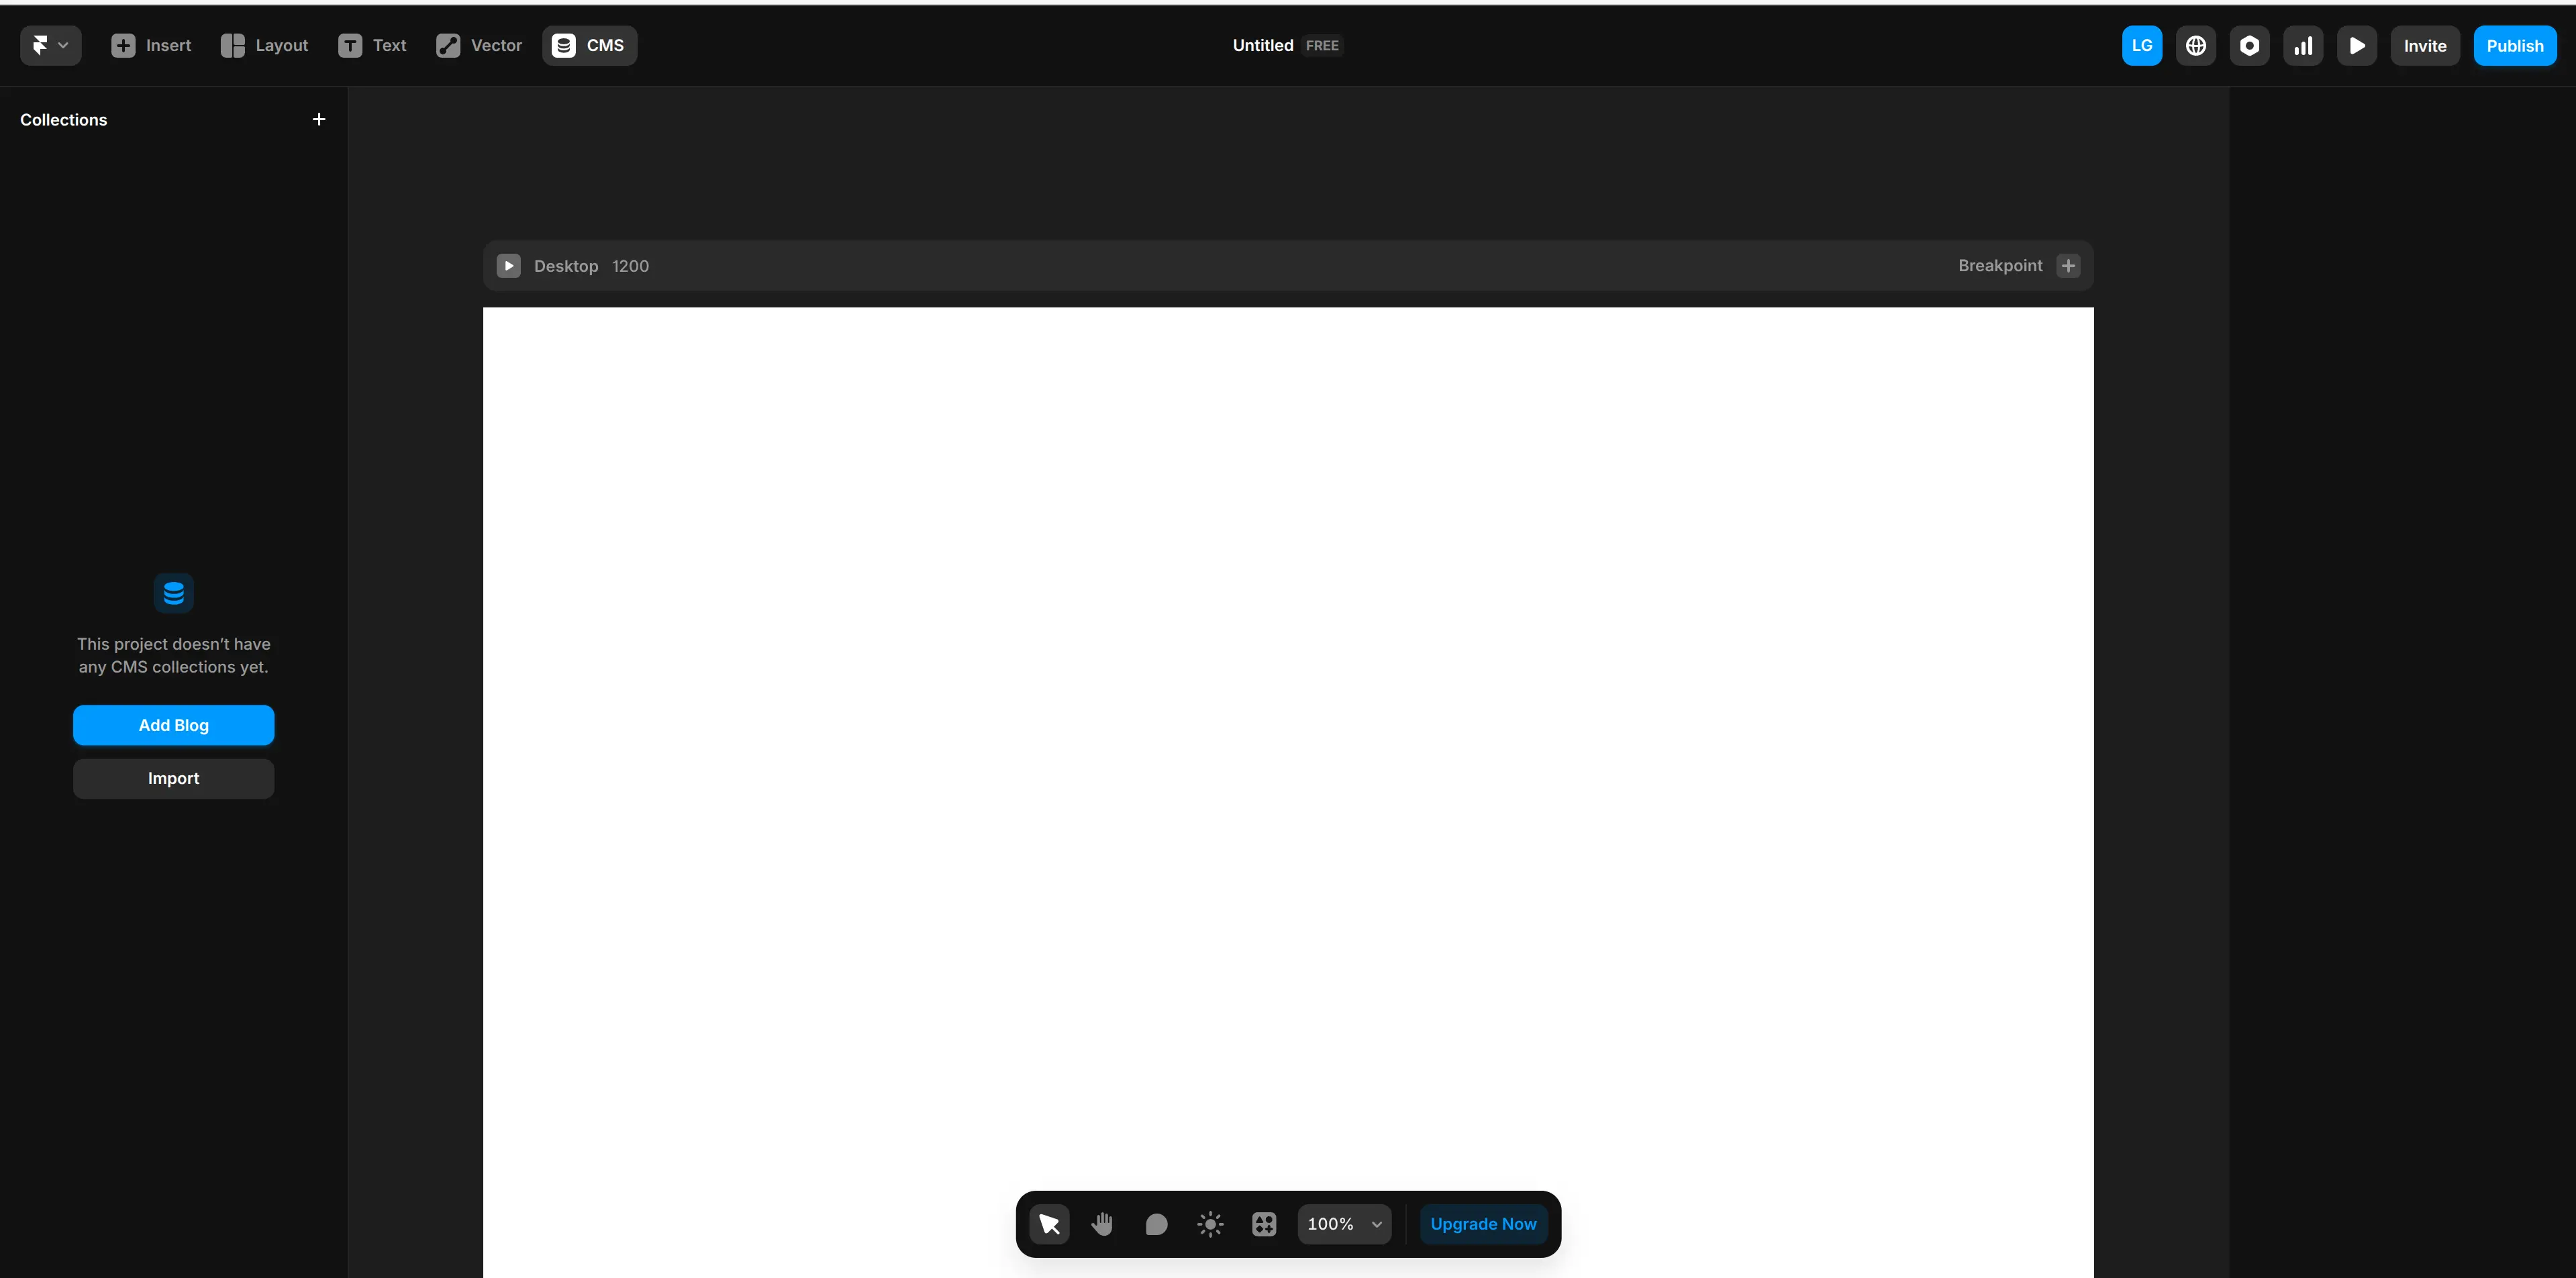 Insert
Layout
Text
Vector
CMS
Untitled FREE
LG
Invite
Publish
Collections
Desktop 1200
Breakpoint
This project doesn’t have
any CMS collections yet.
Add Blog
Import
100%
Upgrade Now